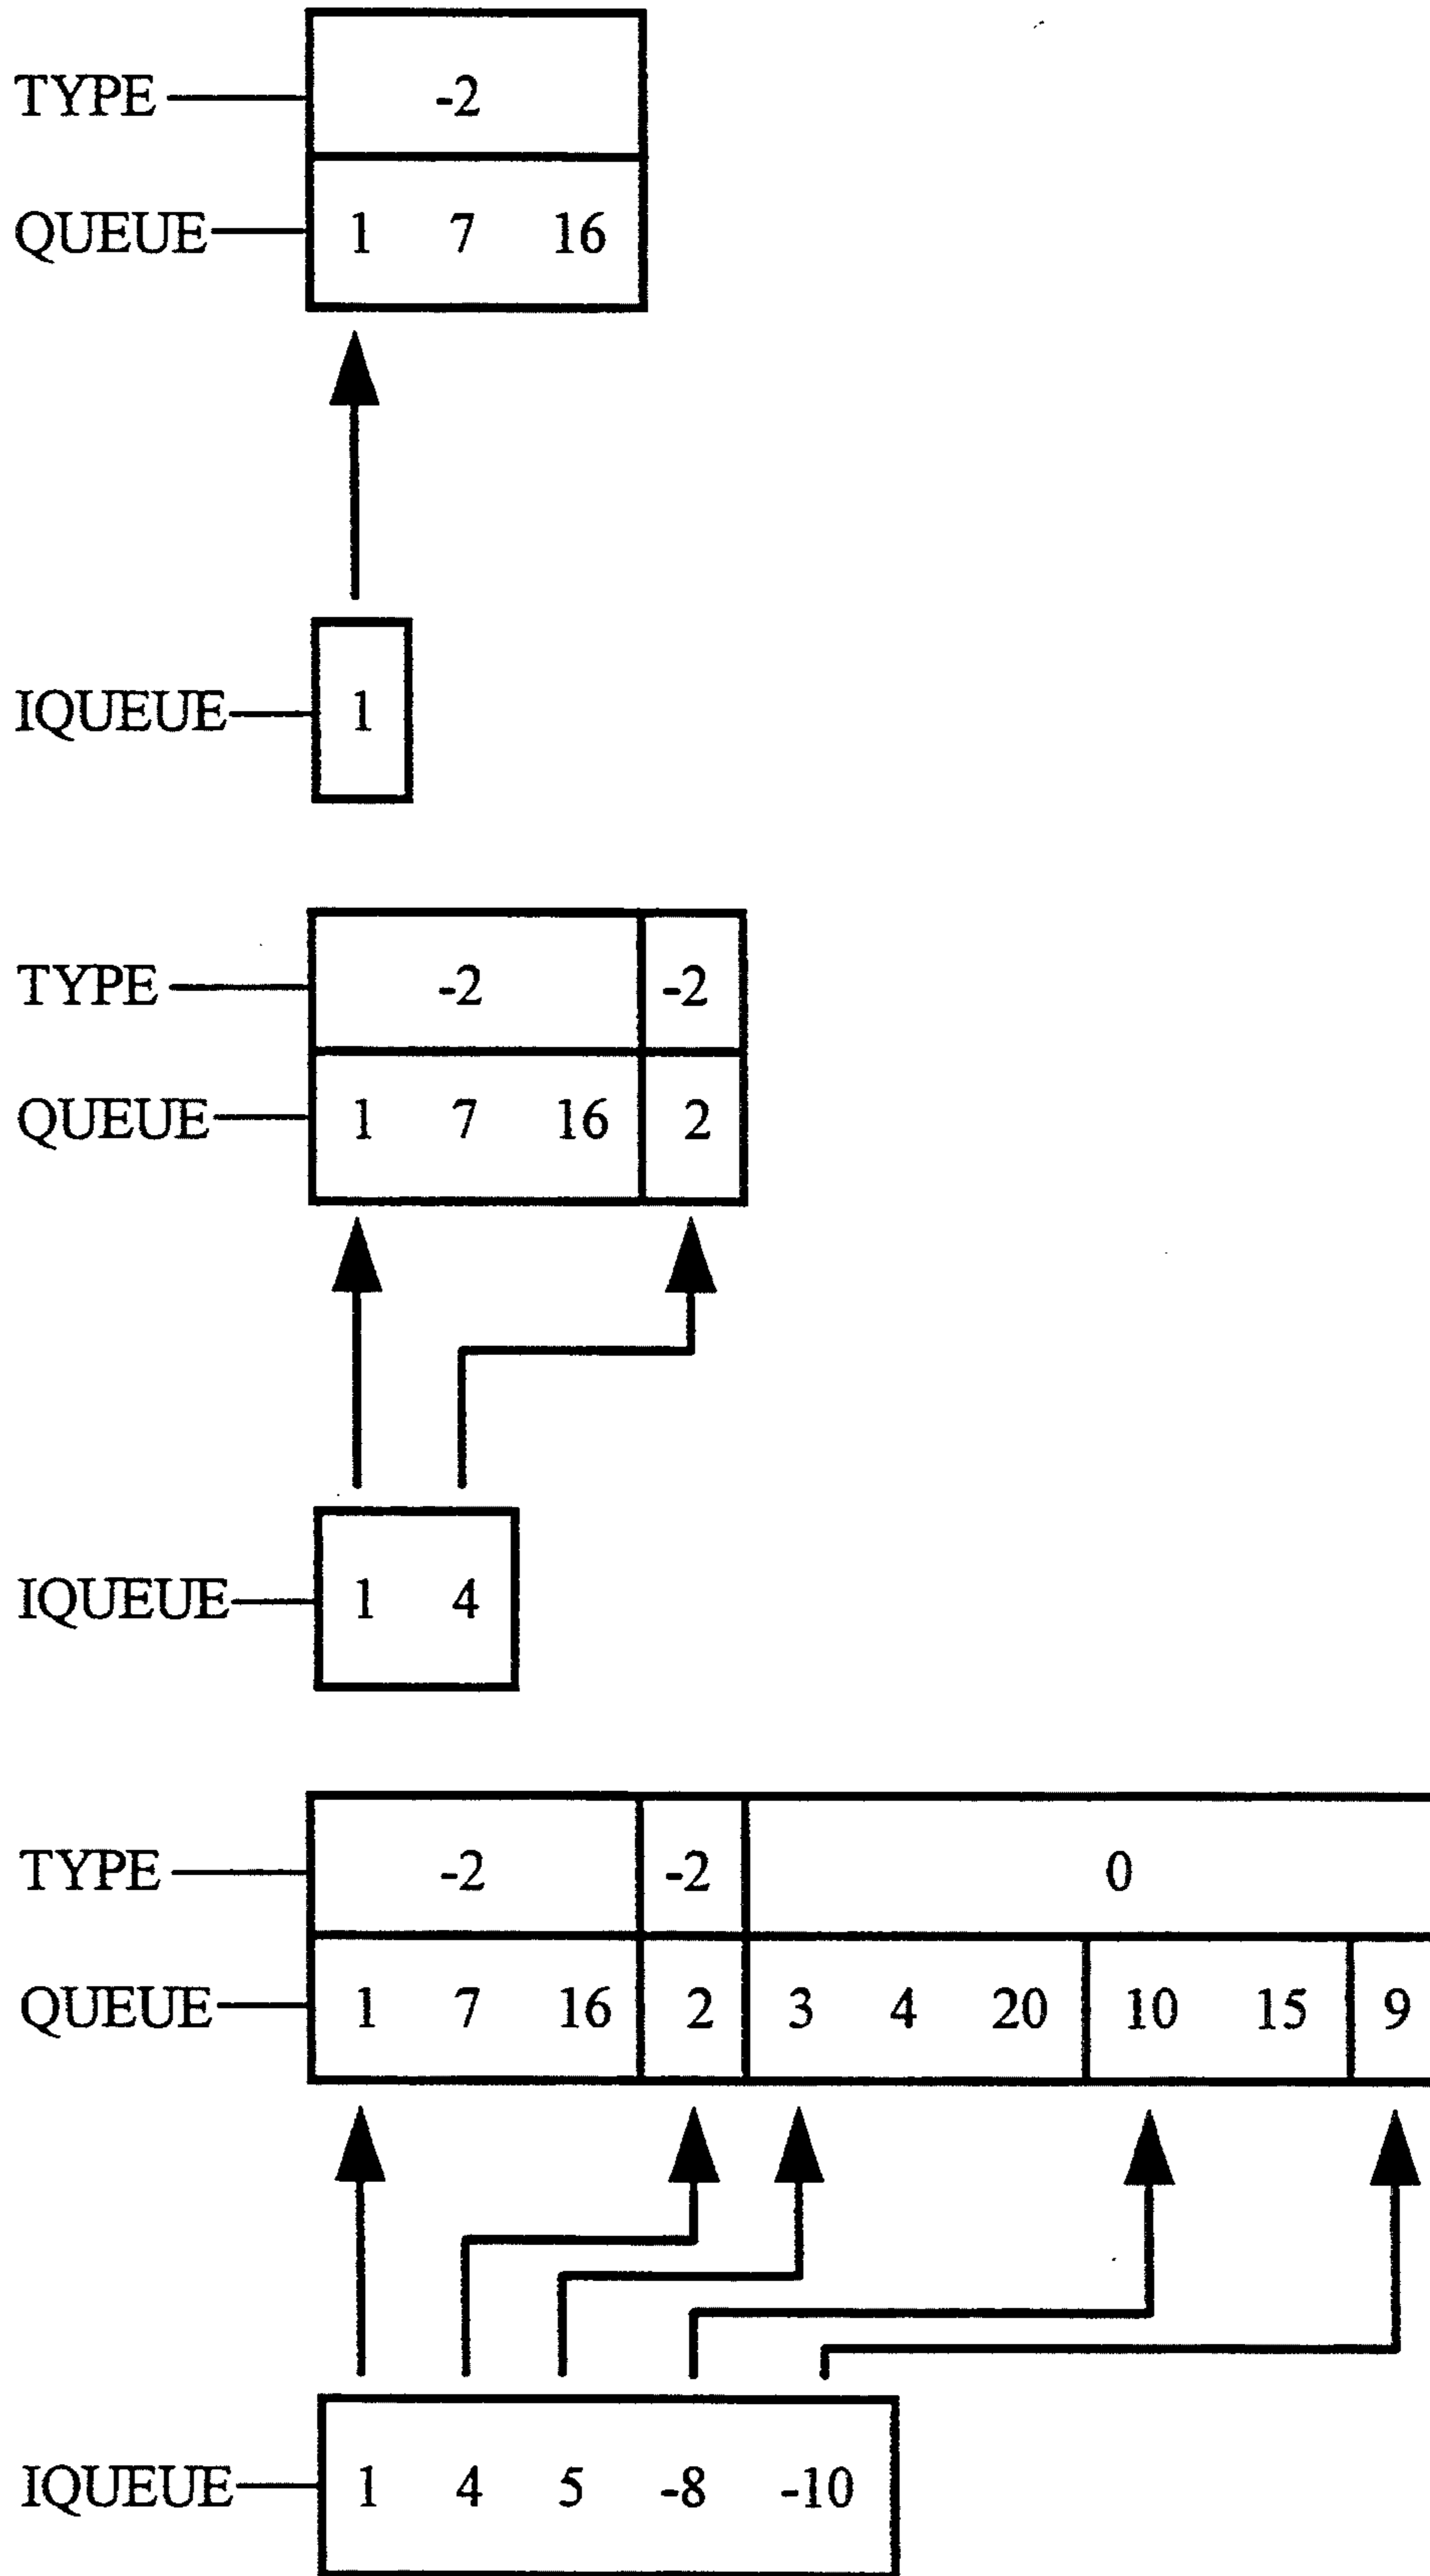 TYPE -2
QUEUE 1 7 16
IQUEUE 1
TYPE -2 -2
QUEUE 1 7 16 2
IQUEUE 1 4
TYPE -2 -2 0
QUEUE 1 7 16 2 3 4 20 10 15 9
IQUEUE 1 4 5 -8 -10